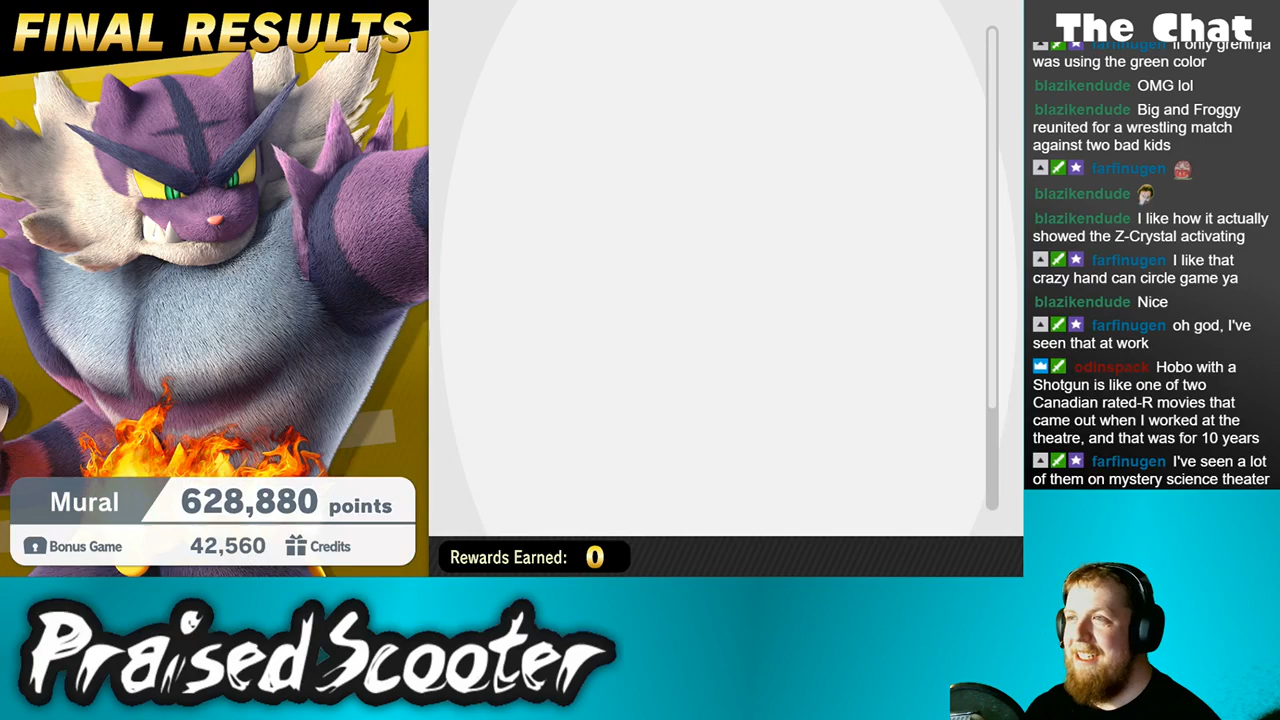 FINAL RESULTS
Mural 628,880 points
Bonus Game 42,560 Credits
Rewards Earned: 0
The Chat
farfinugen If only greninja
was using the green color
blazikendude OMG lol
blazikendude Big and Froggy
reunited for a wrestling match
against two bad kids
farfinugen
blazikendude
blazikendude I like how it actually
showed the Z-Crystal activating
farfinugen I like that
crazy hand can circle game ya
blazikendude Nice
farfinugen oh god, I've
seen that at work
odinspack Hobo with a
Shotgun is like one of two
Canadian rated-R movies that
came out when I worked at the
theatre, and that was for 10 years
farfinugen I've seen a lot
of them on mystery science theater
PraisedScooter